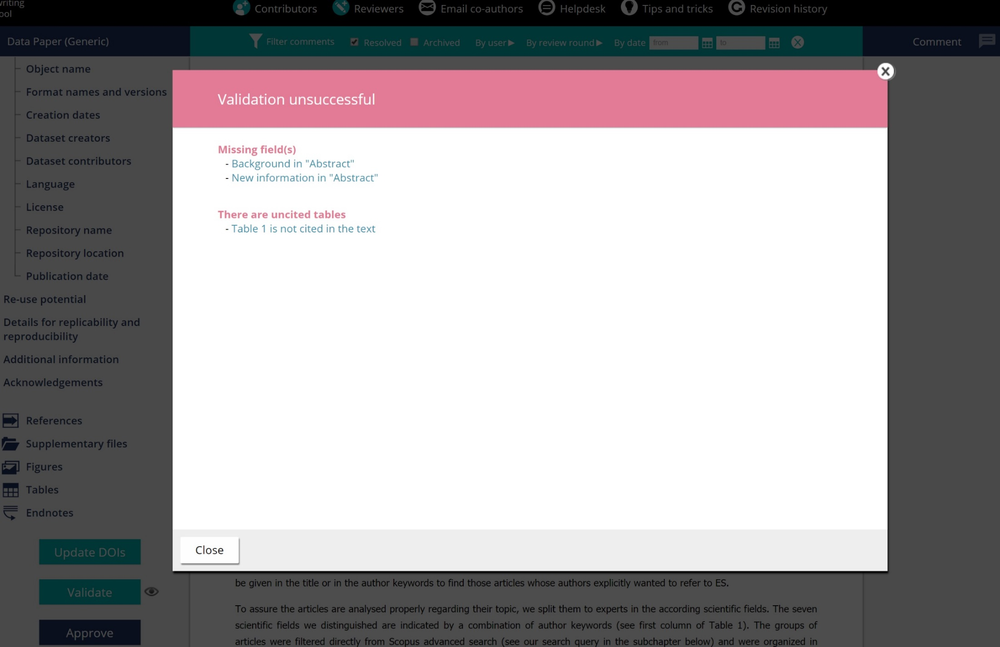 writing
Contributors Reviewers Email co-authors Helpdesk Tips and tricks Revision history
ool
Data Paper (Generic) Filter comments Resolved Archived By user By review round By date from to Comment
Object name
Format names and versions
Creation dates
Dataset creators
Dataset contributors
Language
License
Repository name
Repository location
Publication date
Re-use potential
Details for replicability and
reproducibility
Additional information
Acknowledgements
References
Supplementary files
Figures
Tables
Endnotes
Update DOIs
Validate
Approve
Validation unsuccessful
Missing field(s)
- Background in "Abstract"
- New information in "Abstract"
There are uncited tables
- Table 1 is not cited in the text
Close
be given in the title or in the author keywords to find those articles whose authors explicitly wanted to refer to ES.
To assure the articles are analysed properly regarding their topic, we split them to experts in the according scientific fields. The seven
scientific fields we distinguished are indicated by a combination of author keywords (see first column of Table 1). The groups of
articles were filtered directly from Scopus advanced search (see our search query in the subchapter below) and were organized in